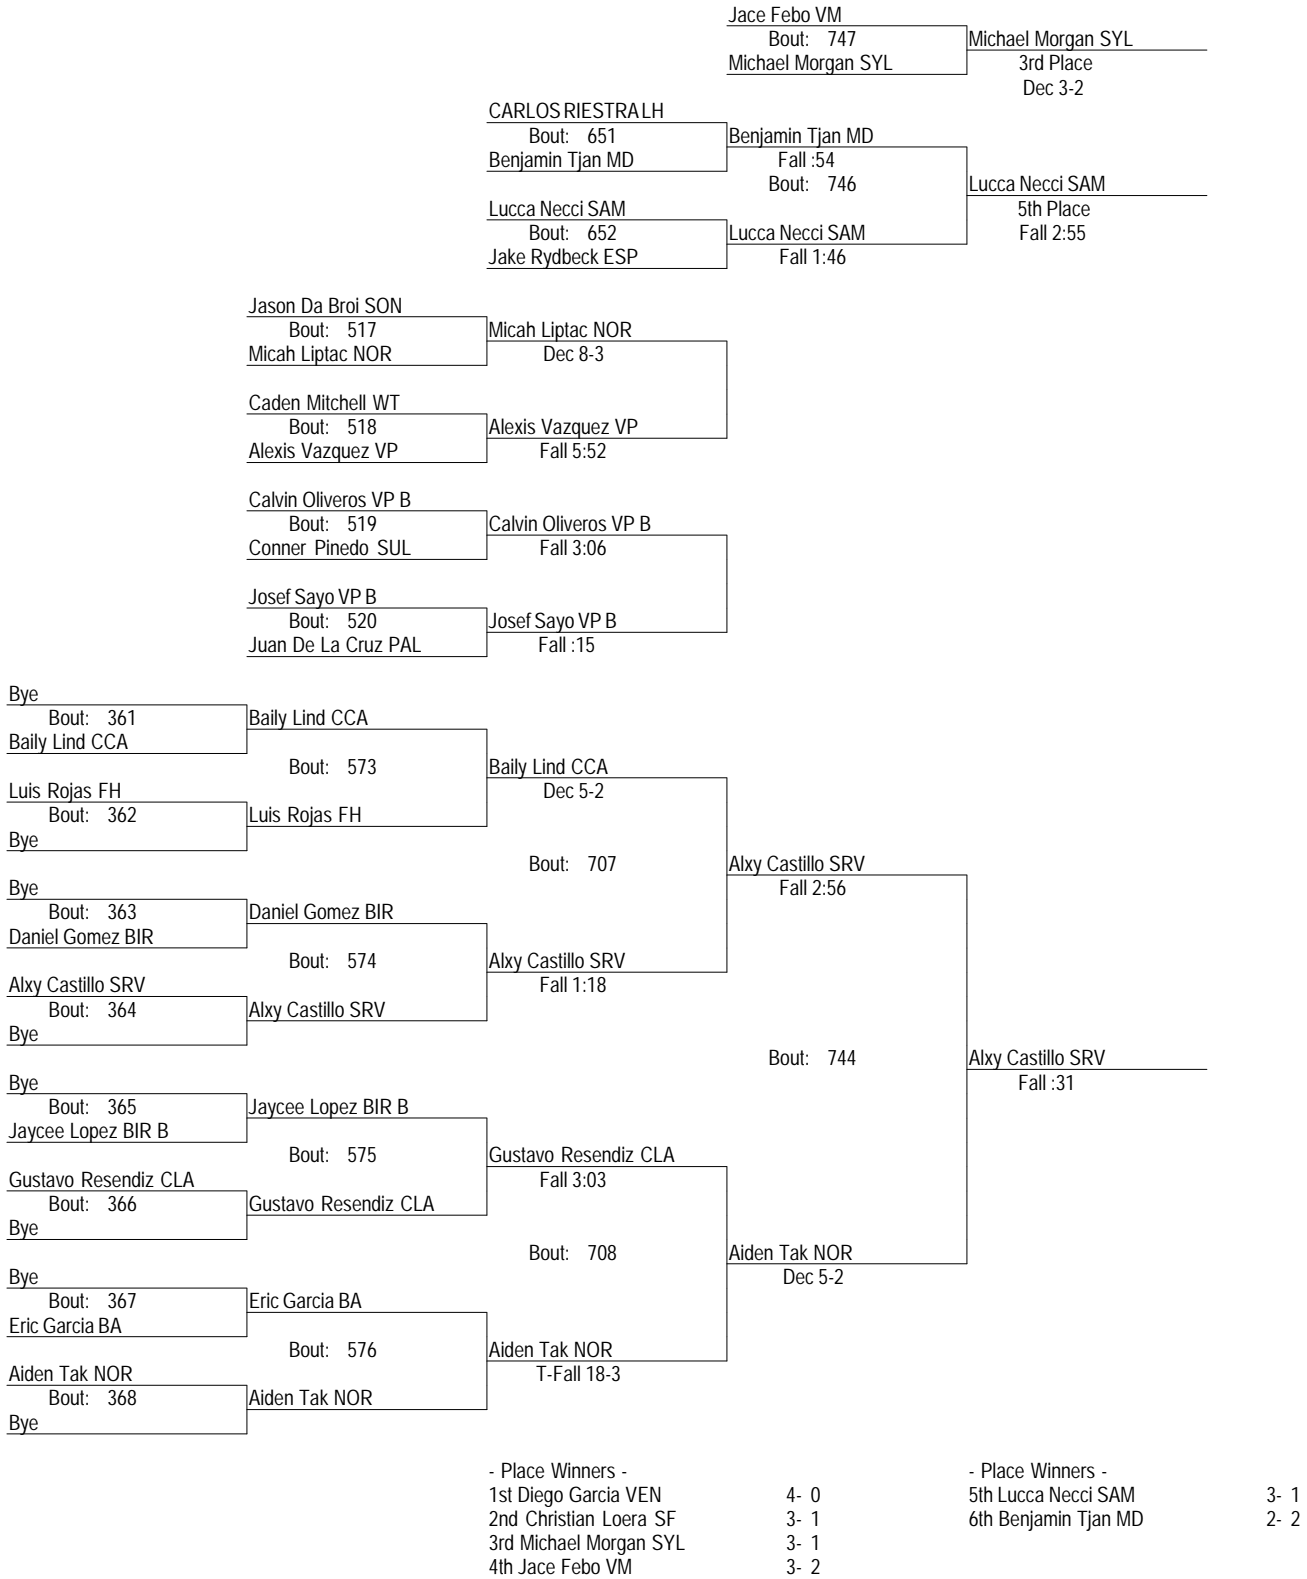 Jace Febo VM
Bout: 747
Michael Morgan SYL
Michael Morgan SYL
3rd Place
Dec 3-2
CARLOS RIESTRA LH
Bout: 651
Benjamin Tjan MD
Benjamin Tjan MD
Fall :54
Bout: 746
Lucca Necci SAM
5th Place
Fall 2:55
Lucca Necci SAM
Bout: 652
Jake Rydbeck ESP
Lucca Necci SAM
Fall 1:46
Jason Da Broi SON
Bout: 517
Micah Liptac NOR
Micah Liptac NOR
Dec 8-3
Caden Mitchell WT
Bout: 518
Alexis Vazquez VP
Alexis Vazquez VP
Fall 5:52
Calvin Oliveros VP B
Bout: 519
Conner Pinedo SUL
Calvin Oliveros VP B
Fall 3:06
Josef Sayo VP B
Bout: 520
Juan De La Cruz PAL
Josef Sayo VP B
Fall :15
Bye
Bout: 361
Baily Lind CCA
Baily Lind CCA
Bout: 573
Baily Lind CCA
Dec 5-2
Luis Rojas FH
Bout: 362
Bye
Luis Rojas FH
Bout: 707
Alxy Castillo SRV
Fall 2:56
Bye
Bout: 363
Daniel Gomez BIR
Daniel Gomez BIR
Bout: 574
Alxy Castillo SRV
Fall 1:18
Alxy Castillo SRV
Bout: 364
Bye
Alxy Castillo SRV
Bout: 744
Alxy Castillo SRV
Fall :31
Bye
Bout: 365
Jaycee Lopez BIR B
Jaycee Lopez BIR B
Bout: 575
Gustavo Resendiz CLA
Fall 3:03
Gustavo Resendiz CLA
Bout: 366
Bye
Gustavo Resendiz CLA
Bout: 708
Aiden Tak NOR
Dec 5-2
Bye
Bout: 367
Eric Garcia BA
Eric Garcia BA
Bout: 576
Aiden Tak NOR
T-Fall 18-3
Aiden Tak NOR
Bout: 368
Bye
Aiden Tak NOR
- Place Winners -
1st Diego Garcia VEN 4- 0
2nd Christian Loera SF 3- 1
3rd Michael Morgan SYL 3- 1
4th Jace Febo VM 3- 2
- Place Winners -
5th Lucca Necci SAM 3- 1
6th Benjamin Tjan MD 2- 2